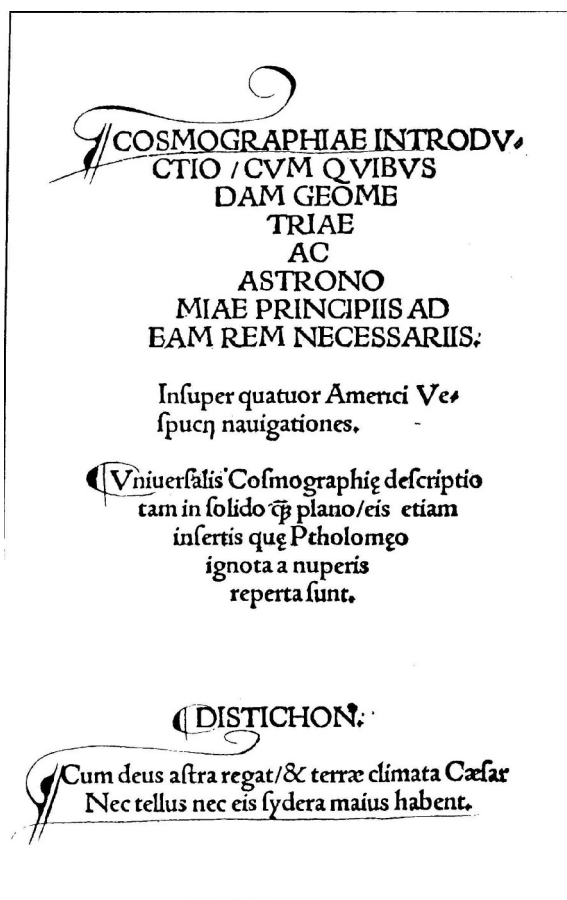 COSMOGRAPHIAE INTRODV⸗
CTIO / CVM QVIBVS
DAM GEOME
TRIAE
AC
ASTRONO
MIAE PRINCIPIIS AD
EAM REM NECESSARIIS.
Inſuper quatuor Americi Ve⸗
ſpucij nauigationes.
Vniuerſalis Coſmographię deſcriptio
tam in ſolido ꝙ̃ plano/eis etiam
inſertis quę Ptholomęo
ignota a nuperis
reperta ſunt.
DISTICHON.
Cum deus aſtra regat/& terræ climata Cæſar
Nec tellus nec eis ſydera maius habent.